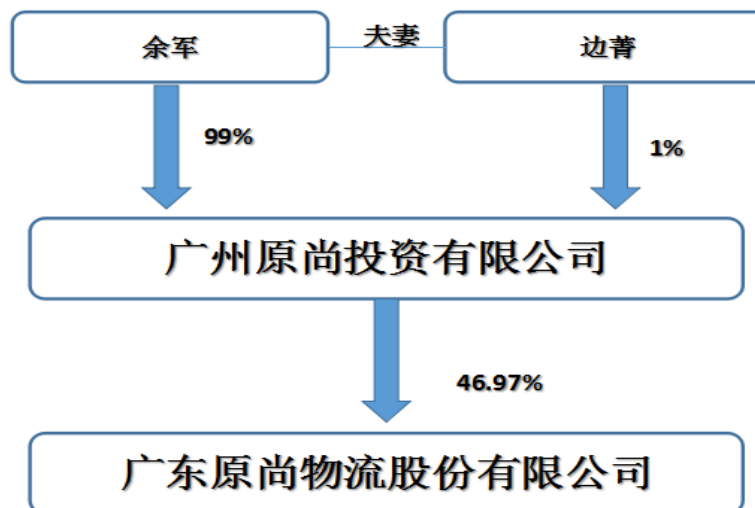 余军
夫妻
边菁
99%
1%
广州原尚投资有限公司
46.97%
广东原尚物流股份有限公司